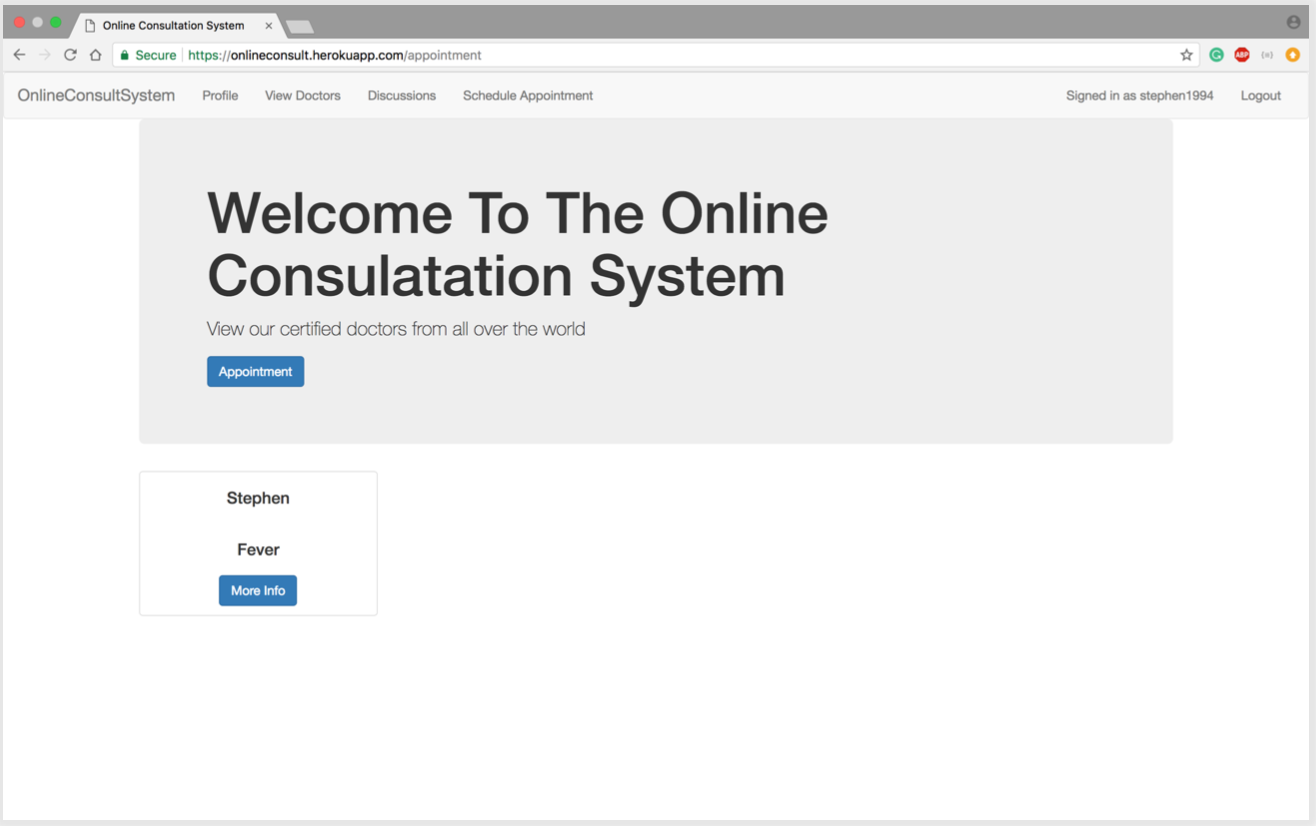 Online Consultation System
Secure https://onlineconsult.herokuapp.com/appointment
ABP
OnlineConsultSystem Profile View Doctors Discussions Schedule Appointment Signed in as stephen1994 Logout
Welcome To The Online
Consulatation System
View our certified doctors from all over the world
Appointment
Stephen
Fever
More Info